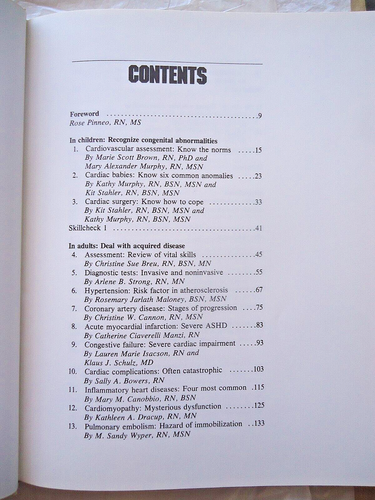 CONTENTS
Foreword ........................................9
Rose Pinneo, RN, MS
In children: Recognize congenital abnormalities
1. Cardiovascular assessment: Know the norms .....15
By Marie Scott Brown, RN, PhD and
Mary Alexander Murphy, RN, MSN
2. Cardiac babies: Know six common anomalies .....23
By Kathy Murphy, RN, BSN, MSN and
Kit Stahler, RN, BSN, MSN
3. Cardiac surgery: Know how to cope .............33
By Kit Stahler, RN, BSN, MSN and
Kathy Murphy, RN, BSN, MSN
Skillcheck 1 ....................................41
In adults: Deal with acquired disease
4. Assessment: Review of vital skills .............45
By Christine Sue Breu, RN, BSN, MN
5. Diagnostic tests: Invasive and noninvasive .....55
By Arlene B. Strong, RN, MN
6. Hypertension: Risk factor in atherosclerosis ....67
By Rosemary Jarlath Maloney, BSN, MSN
7. Coronary artery disease: Stages of progression ....75
By Christine W. Cannon, RN, MSN
8. Acute myocardial infarction: Severe ASHD ........83
By Catherine Ciaverelli Manzi, RN
9. Congestive failure: Severe cardiac impairment ....93
By Lauren Marie Isacson, RN and
Klaus J. Schulz, MD
10. Cardiac complications: Often catastrophic ......103
By Sally A. Bowers, RN
11. Inflammatory heart diseases: Four most common .115
By Mary M. Canobbio, RN, BSN
12. Cardiomyopathy: Mysterious dysfunction ........125
By Kathleen A. Dracup, RN, MN
13. Pulmonary embolism: Hazard of immobilization ..133
By M. Sandy Wyper, RN, MSN